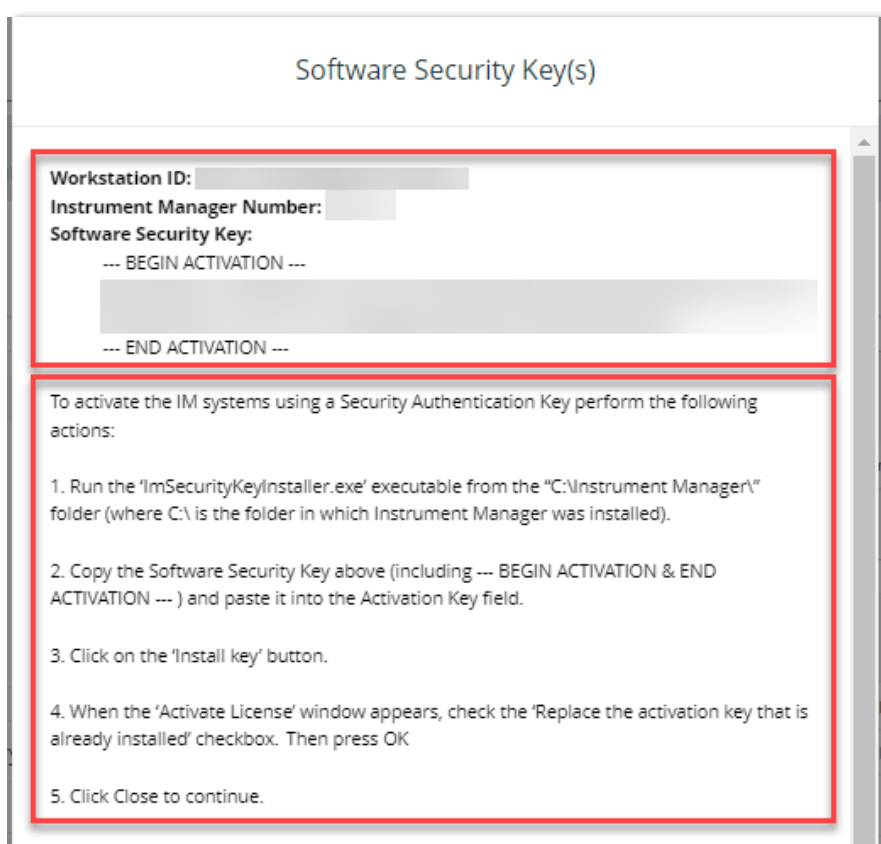 Software Security Key(s)
Workstation ID:
Instrument Manager Number:
Software Security Key:
--- BEGIN ACTIVATION ---
--- END ACTIVATION ---
To activate the IM systems using a Security Authentication Key perform the following
actions:
1. Run the ‘ImSecurityKeyInstaller.exe’ executable from the “C:\Instrument Manager\”
folder (where C:\ is the folder in which Instrument Manager was installed).
2. Copy the Software Security Key above (including --- BEGIN ACTIVATION & END
ACTIVATION --- ) and paste it into the Activation Key field.
3. Click on the ‘Install key’ button.
4. When the ‘Activate License’ window appears, check the ‘Replace the activation key that is
already installed’ checkbox. Then press OK
5. Click Close to continue.